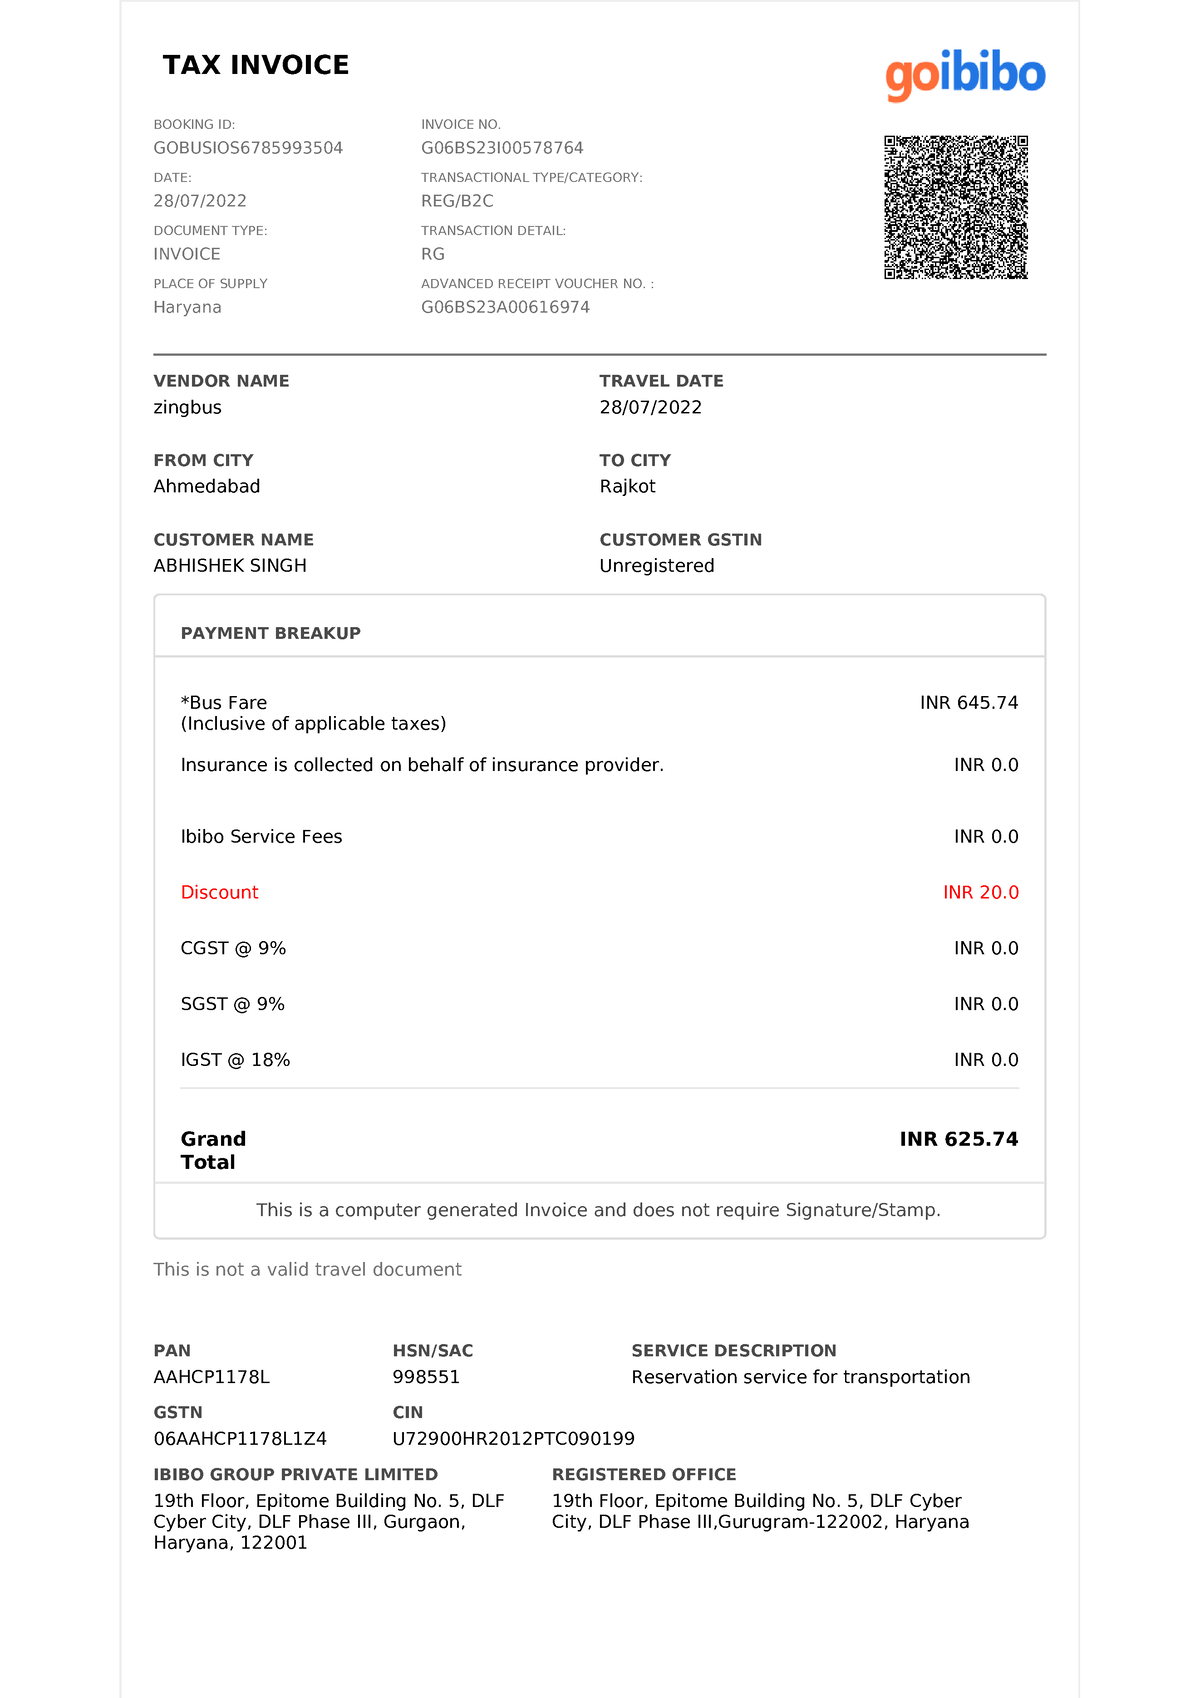 TAX INVOICE
goibibo
BOOKING ID:
GOBUSIOS6785993504
INVOICE NO.
G06BS23I00578764
DATE:
28/07/2022
TRANSACTIONAL TYPE/CATEGORY:
REG/B2C
DOCUMENT TYPE:
INVOICE
TRANSACTION DETAIL:
RG
PLACE OF SUPPLY
Haryana
ADVANCED RECEIPT VOUCHER NO. :
G06BS23A00616974
VENDOR NAME
zingbus
TRAVEL DATE
28/07/2022
FROM CITY
Ahmedabad
TO CITY
Rajkot
CUSTOMER NAME
ABHISHEK SINGH
CUSTOMER GSTIN
Unregistered
PAYMENT BREAKUP
*Bus Fare INR 645.74
(Inclusive of applicable taxes)
Insurance is collected on behalf of insurance provider. INR 0.0
Ibibo Service Fees INR 0.0
Discount INR 20.0
CGST @ 9% INR 0.0
SGST @ 9% INR 0.0
IGST @ 18% INR 0.0
Grand INR 625.74
Total
This is a computer generated Invoice and does not require Signature/Stamp.
This is not a valid travel document
PAN
AAHCP1178L
HSN/SAC
998551
SERVICE DESCRIPTION
Reservation service for transportation
GSTN
06AAHCP1178L1Z4
CIN
U72900HR2012PTC090199
IBIBO GROUP PRIVATE LIMITED
19th Floor, Epitome Building No. 5, DLF
Cyber City, DLF Phase III, Gurgaon,
Haryana, 122001
REGISTERED OFFICE
19th Floor, Epitome Building No. 5, DLF Cyber
City, DLF Phase III,Gurugram-122002, Haryana